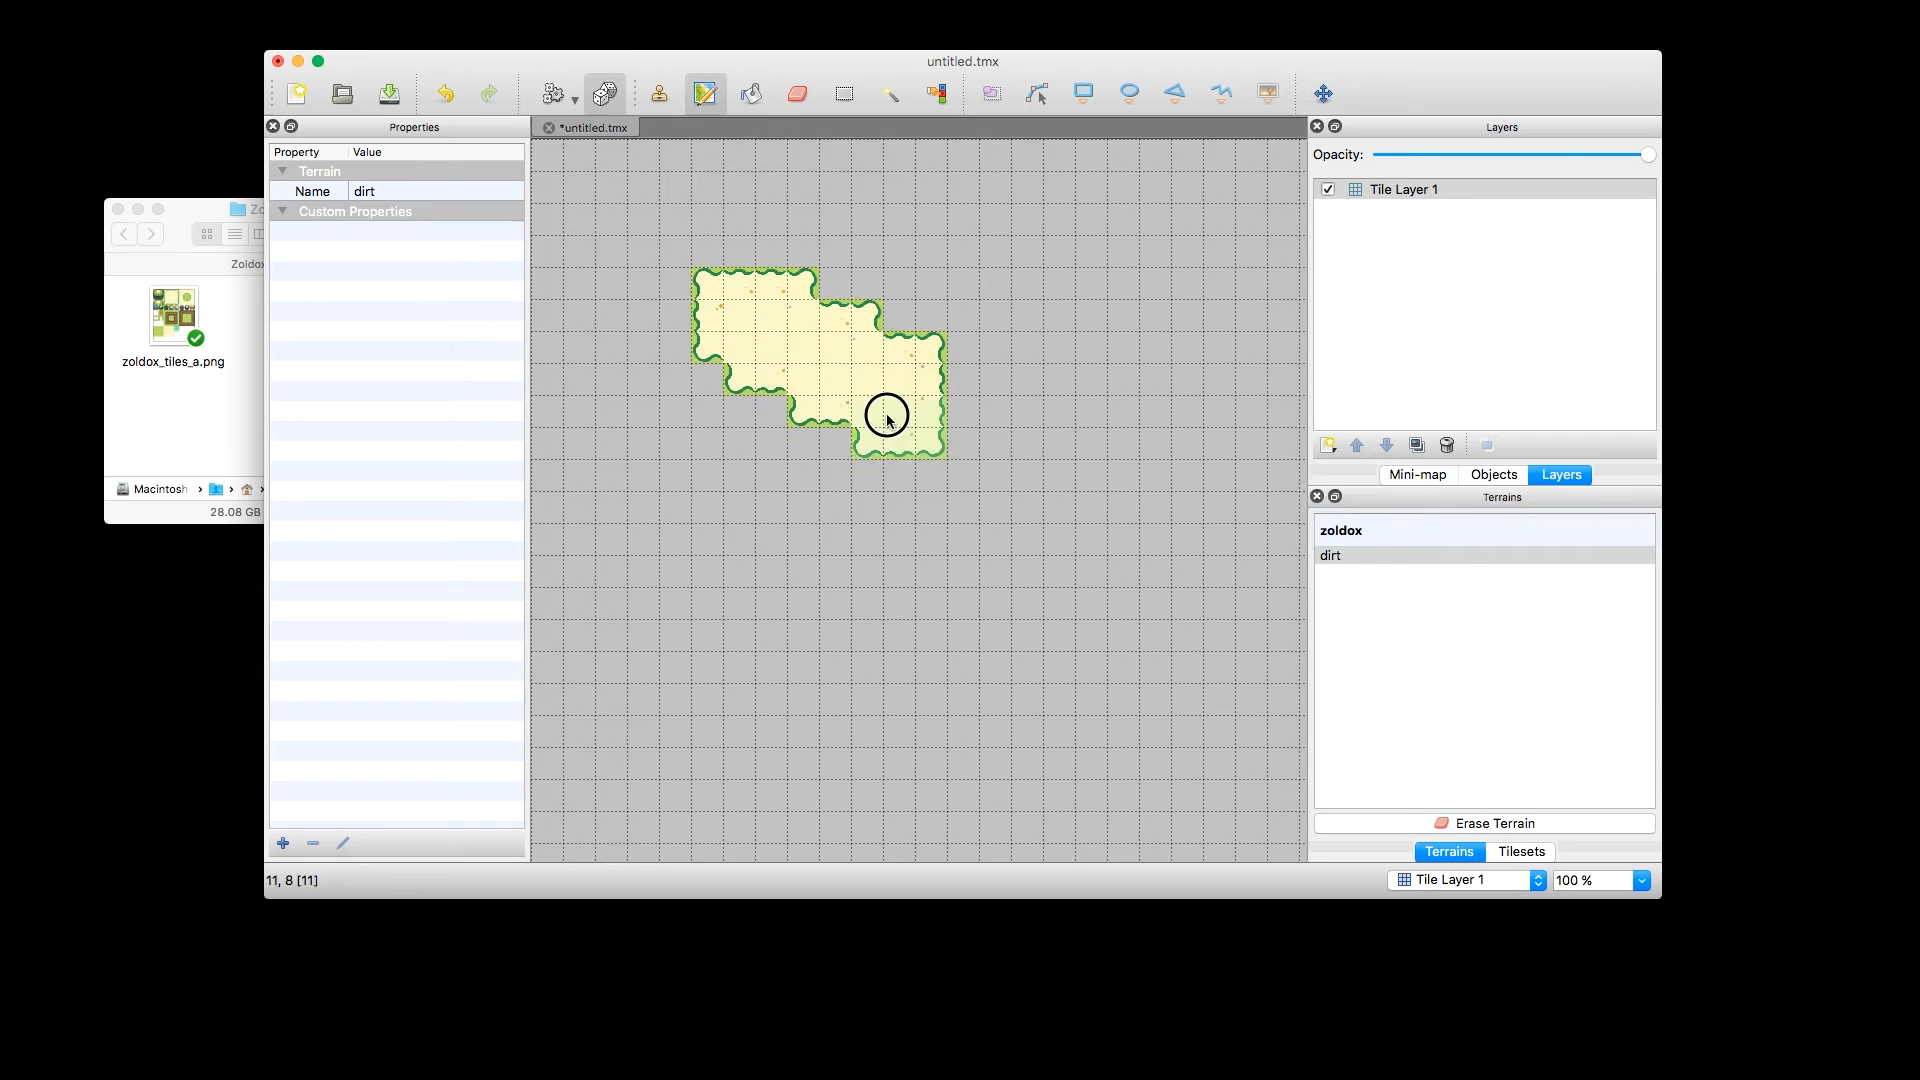 untitled.tmx
Properties
*untitled.tmx
Layers
Property Value
Opacity:
Terrain
Name dirt
Tile Layer 1
Custom Properties
Zoldox
zoldox_tiles_a.png
Mini-map Objects Layers
Macintosh
Terrains
28.08 GB
zoldox
dirt
Erase Terrain
Terrains Tilesets
11, 8 [11]
Tile Layer 1
100 %